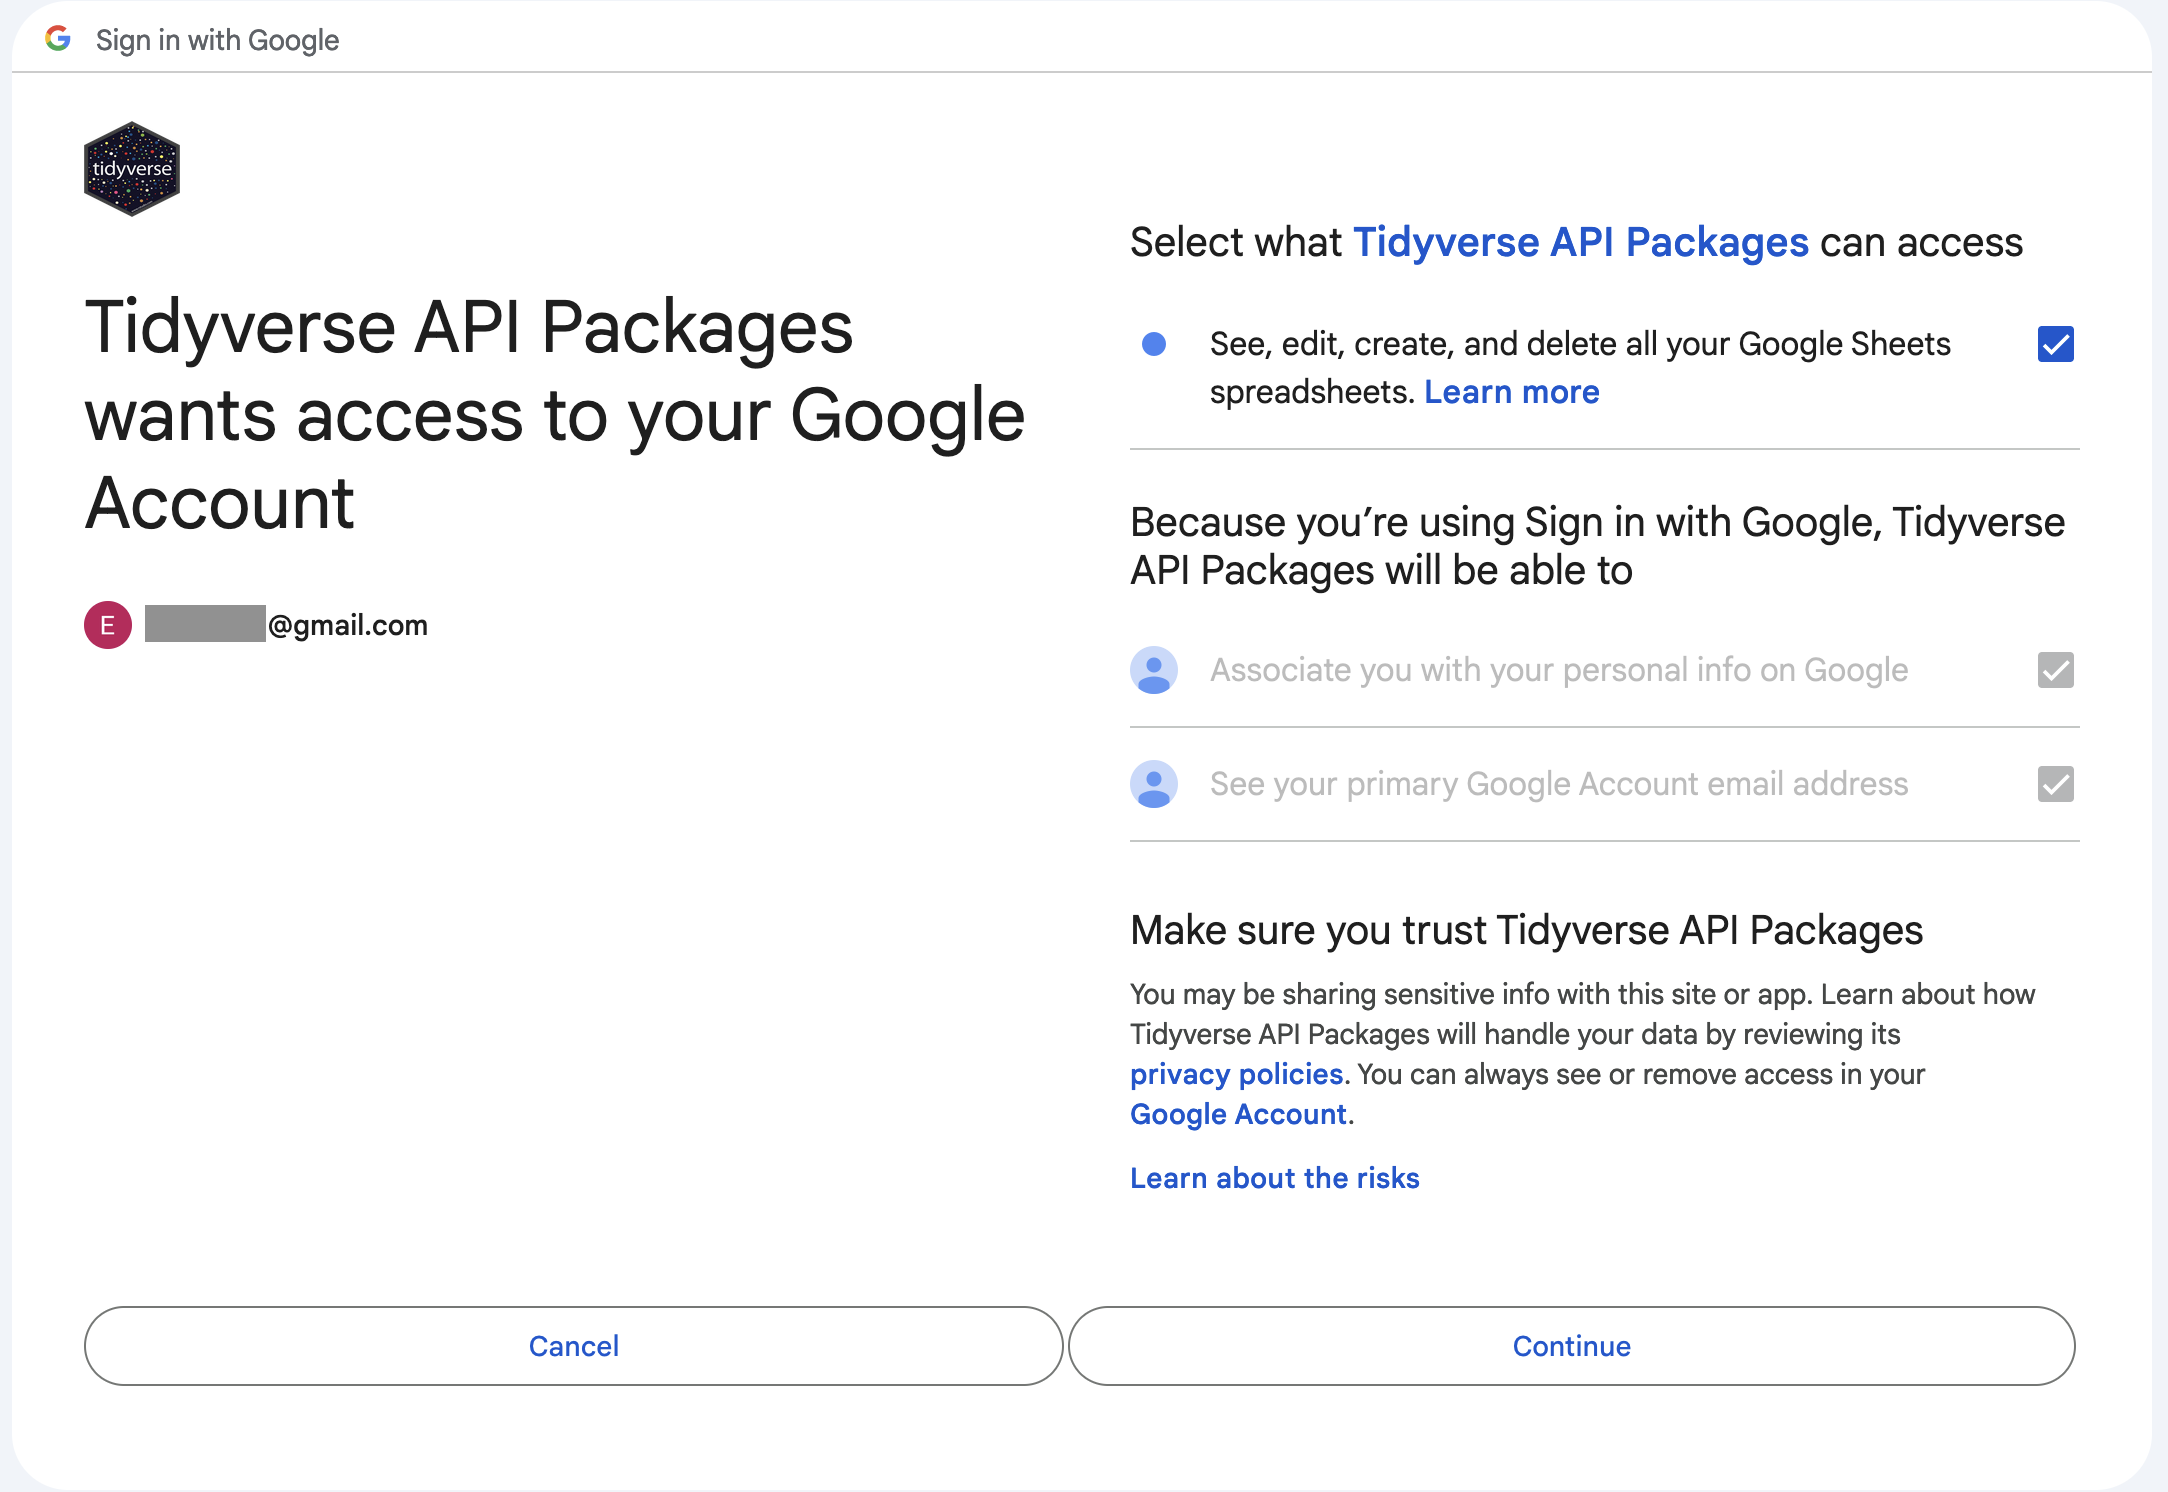 Sign in with Google
tidyverse
Tidyverse API Packages
wants access to your Google
Account
E
@gmail.com
Select what Tidyverse API Packages can access
See, edit, create, and delete all your Google Sheets
spreadsheets. Learn more
Because you’re using Sign in with Google, Tidyverse
API Packages will be able to
Associate you with your personal info on Google
See your primary Google Account email address
Make sure you trust Tidyverse API Packages
You may be sharing sensitive info with this site or app. Learn about how
Tidyverse API Packages will handle your data by reviewing its
privacy policies. You can always see or remove access in your
Google Account.
Learn about the risks
Cancel
Continue